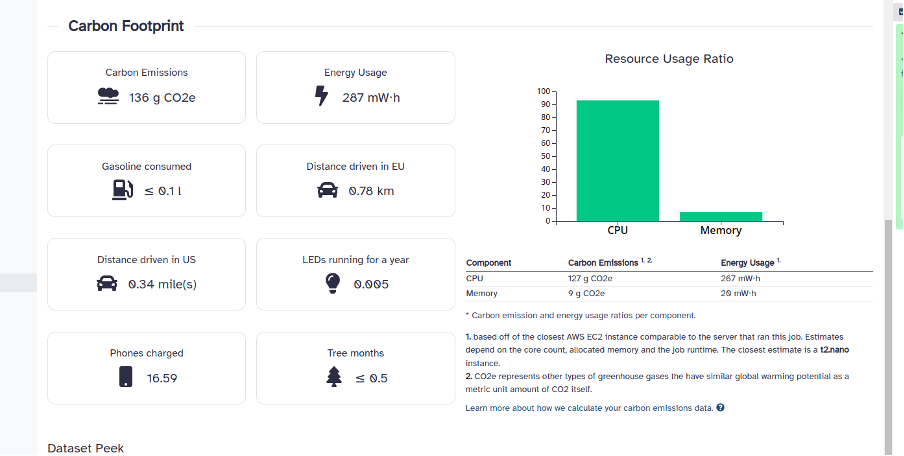 Carbon Footprint
Carbon Emissions
136 g CO2e
Energy Usage
287 mW·h
Gasoline consumed
≤ 0.1 l
Distance driven in EU
0.78 km
Distance driven in US
0.34 mile(s)
LEDs running for a year
0.005
Phones charged
16.59
Tree months
≤ 0.5
Resource Usage Ratio
100
90
80
70
60
50
40
30
20
10
0
CPU Memory
Component Carbon Emissions 1. 2. Energy Usage 1.
CPU 127 g CO2e 267 mW·h
Memory 9 g CO2e 20 mW·h
* Carbon emission and energy usage ratios per component.
1. based off of the closest AWS EC2 instance comparable to the server that ran this job. Estimates
depend on the core count, allocated memory and the job runtime. The closest estimate is a t2.nano
instance.
2. CO2e represents other types of greenhouse gases the have similar global warming potential as a
metric unit amount of CO2 itself.
Learn more about how we calculate your carbon emissions data.
Dataset Peek